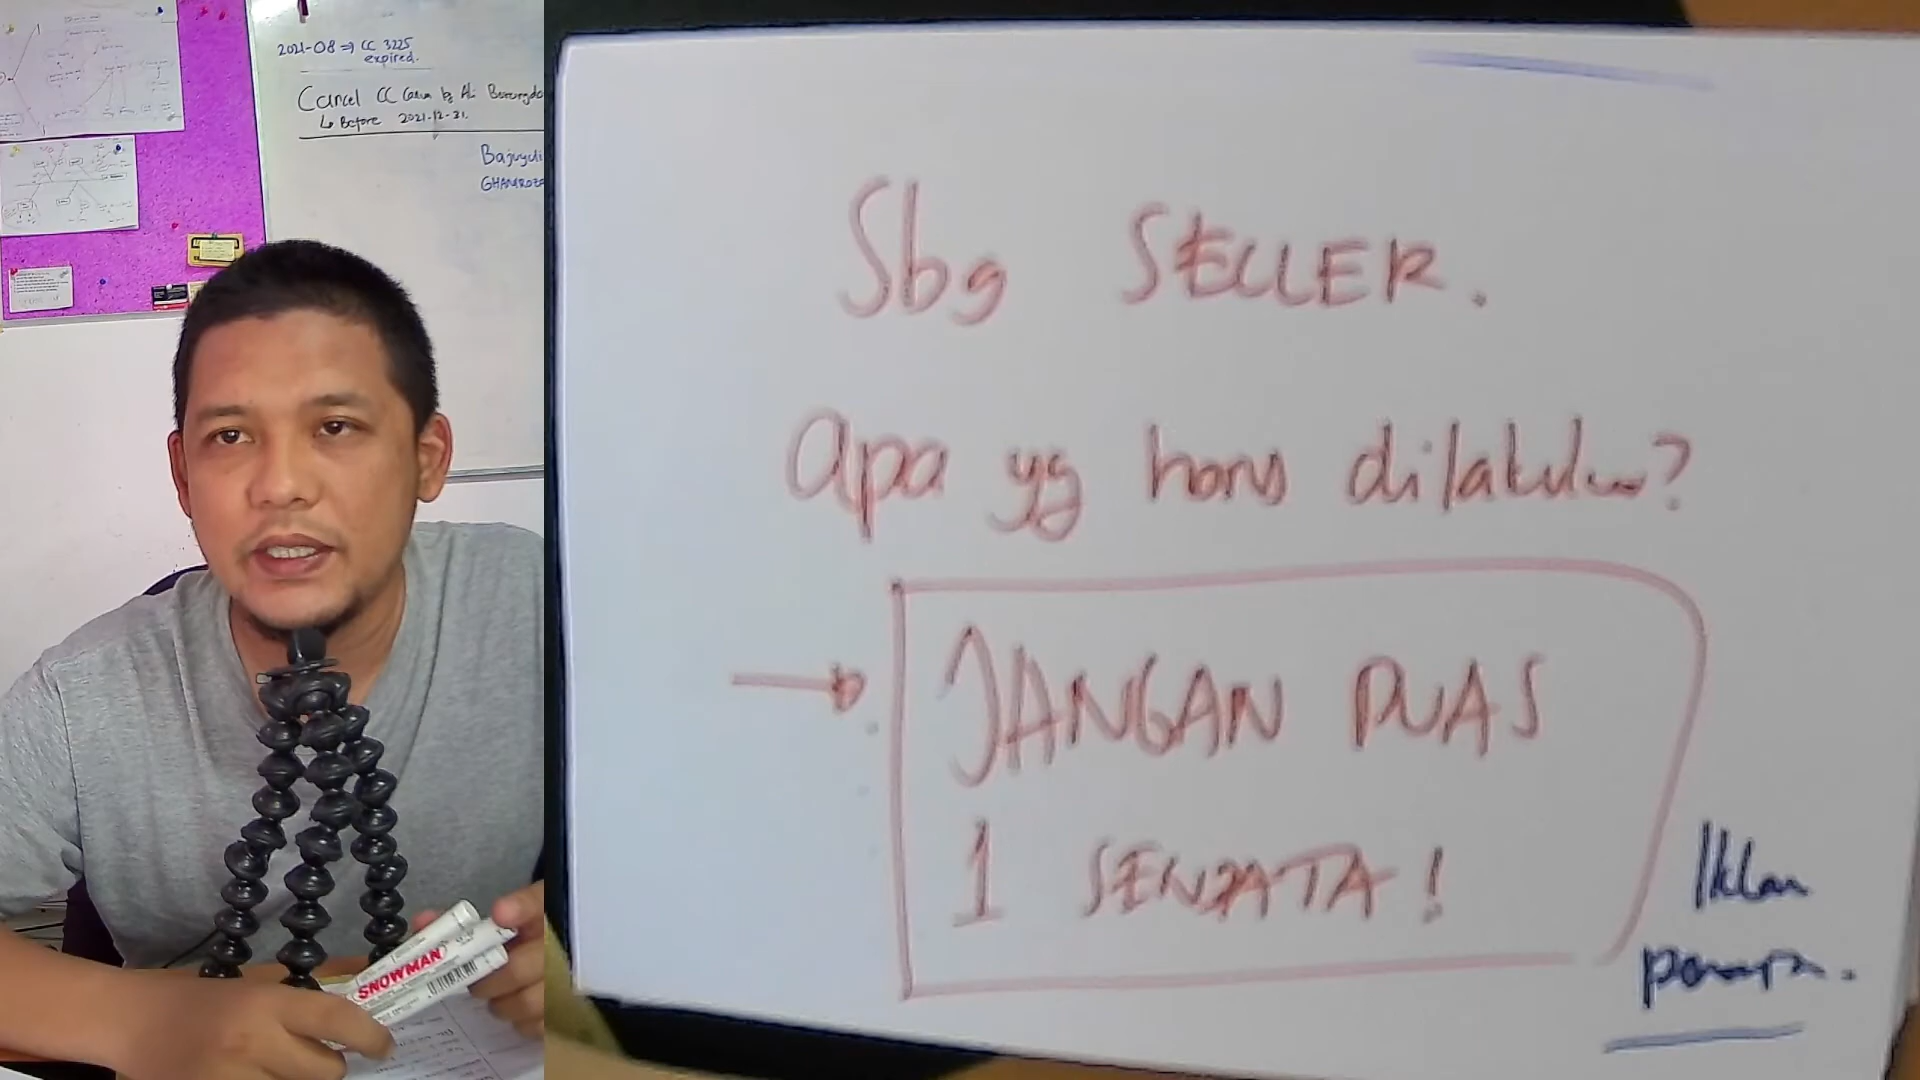 2021-08 => CC 3225
expired.
Cancel CC
Before 2021-12-31.
Sbg SELLER.
apa yg harus dilakukan?
JANGAN PUAS
1 SENJATA!
Iklan
SNOWMAN